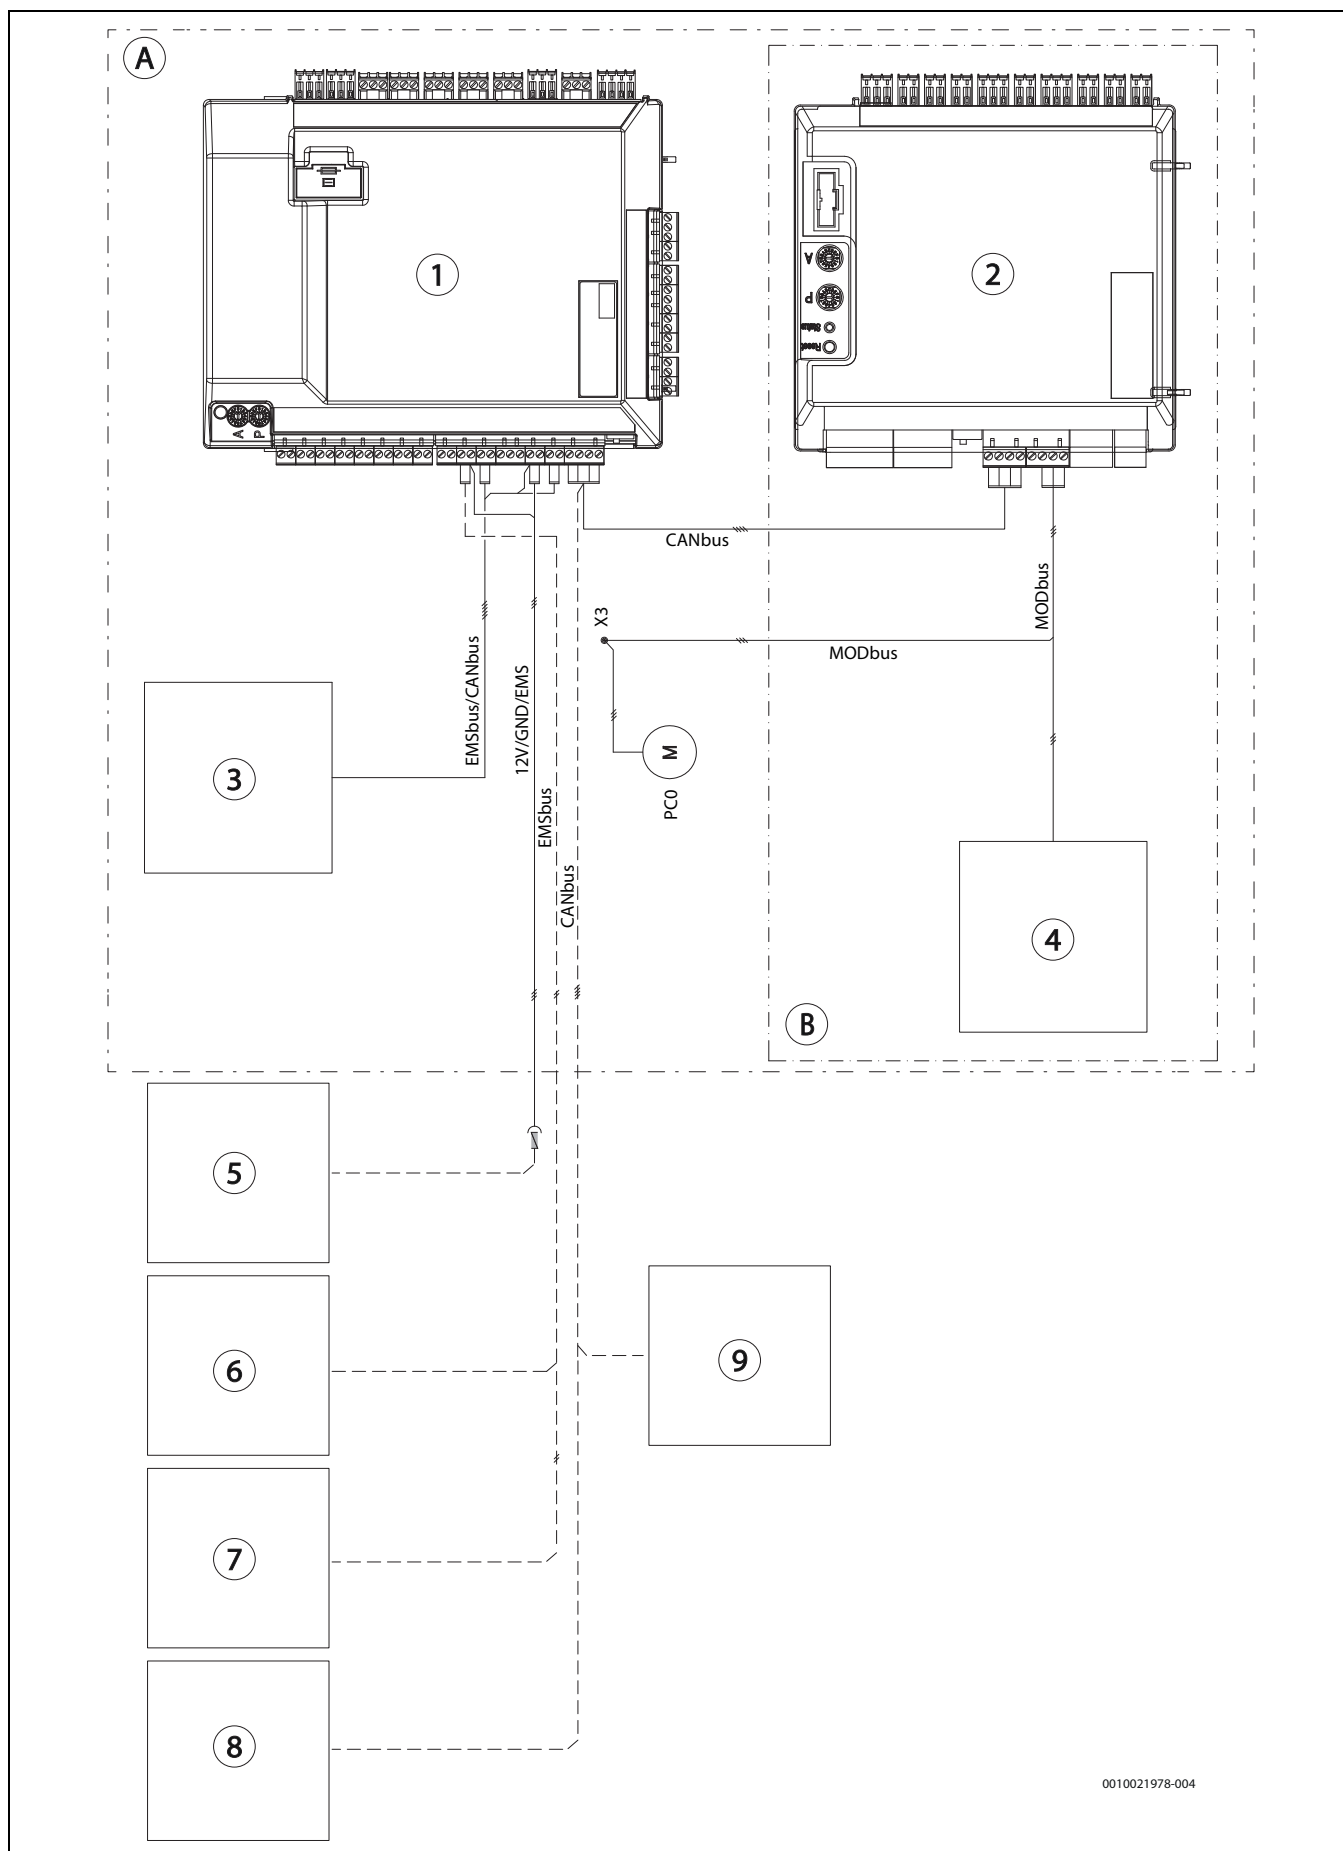 A
1
2
A
P
Status
Reset
A
P
CANbus
MODbus
X3
MODbus
EMSbus/CANbus
12V/GND/EMS
M
3
PC0
EMSbus
CANbus
4
B
5
6
9
7
8
0010021978-004